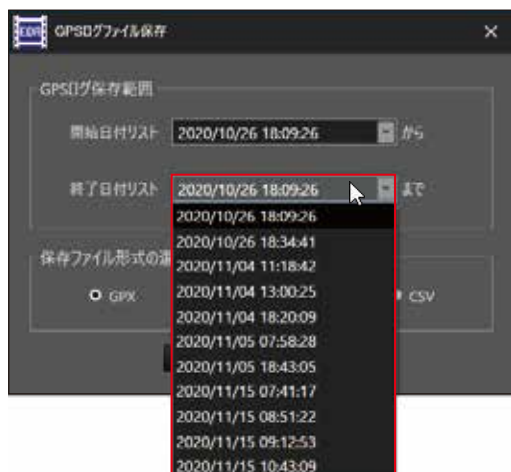 EDR GPSログファイル保存
GPSログ保存範囲
開始日付リスト 2020/10/26 18:09:26 から
終了日付リスト 2020/10/26 18:09:26 まで
2020/10/26 18:09:26
2020/10/26 18:34:41
保存ファイル形式の選
2020/11/04 11:18:42
2020/11/04 13:00:25
GPX CSV
2020/11/04 18:20:09
2020/11/05 07:58:28
2020/11/05 18:43:05
2020/11/15 07:41:17
2020/11/15 08:51:22
2020/11/15 09:12:53
2020/11/15 10:43:09